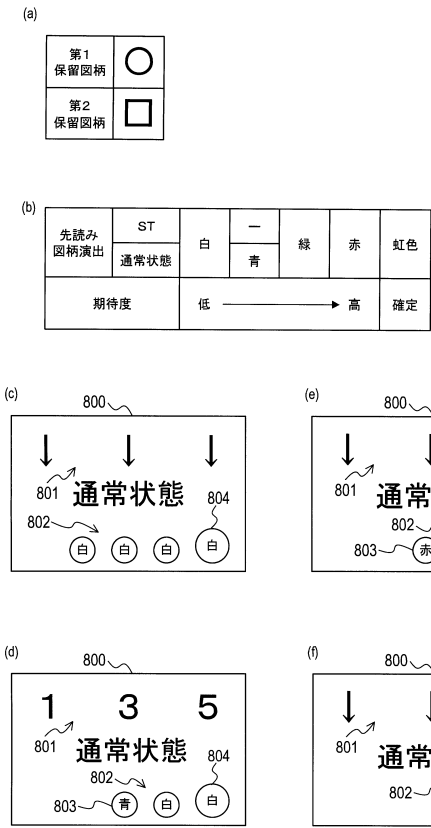 (a)
第1
保留図柄
第2
保留図柄
(b)
先読み
図柄演出
ST
通常状態
白
ー
青
緑
赤
虹色
期待度
低
高
確定
(c)
800
801
通常状態
804
802
白 白 白 白
(e)
800
801
通常
802
803
赤
(d)
800
1 3 5
801
通常状態
804
802
803
青 白 白
(f)
800
801
通常
802